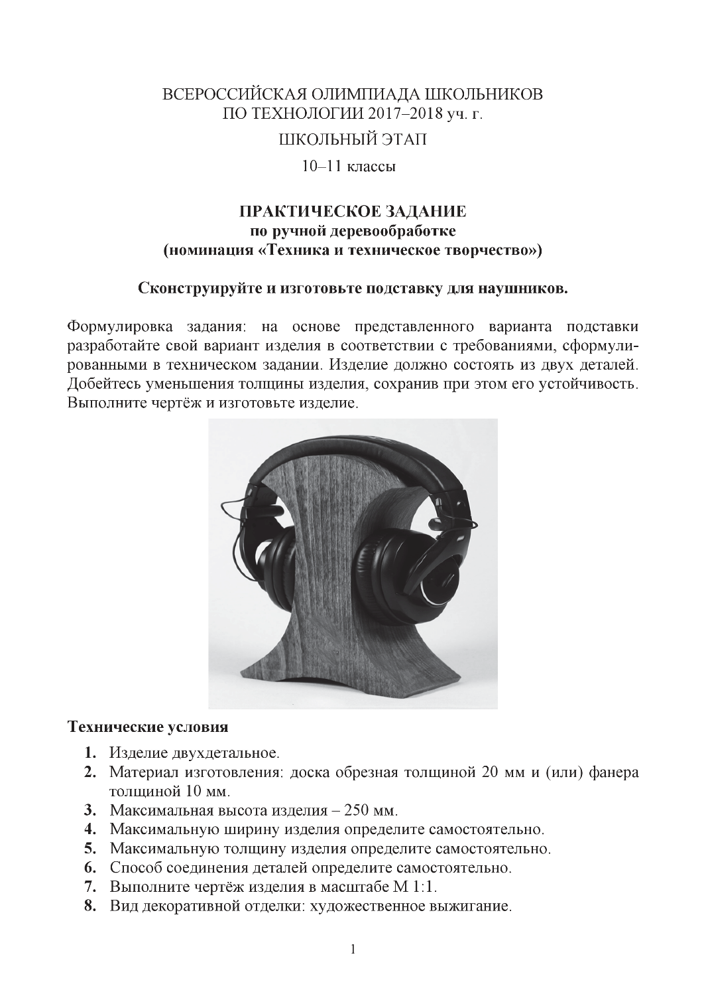 ВСЕРОССИЙСКАЯ ОЛИМПИАДА ШКОЛЬНИКОВ
ПО ТЕХНОЛОГИИ 2017–2018 уч. г.
ШКОЛЬНЫЙ ЭТАП
10–11 классы
ПРАКТИЧЕСКОЕ ЗАДАНИЕ
по ручной деревообработке
(номинация «Техника и техническое творчество»)
Сконструируйте и изготовьте подставку для наушников.
Формулировка задания: на основе представленного варианта подставки
разработайте свой вариант изделия в соответствии с требованиями, сформули-
рованными в техническом задании. Изделие должно состоять из двух деталей.
Добейтесь уменьшения толщины изделия, сохранив при этом его устойчивость.
Выполните чертёж и изготовьте изделие.
Технические условия
1. Изделие двухдетальное.
2. Материал изготовления: доска обрезная толщиной 20 мм и (или) фанера
толщиной 10 мм.
3. Максимальная высота изделия – 250 мм.
4. Максимальную ширину изделия определите самостоятельно.
5. Максимальную толщину изделия определите самостоятельно.
6. Способ соединения деталей определите самостоятельно.
7. Выполните чертёж изделия в масштабе М 1:1.
8. Вид декоративной отделки: художественное выжигание.
1